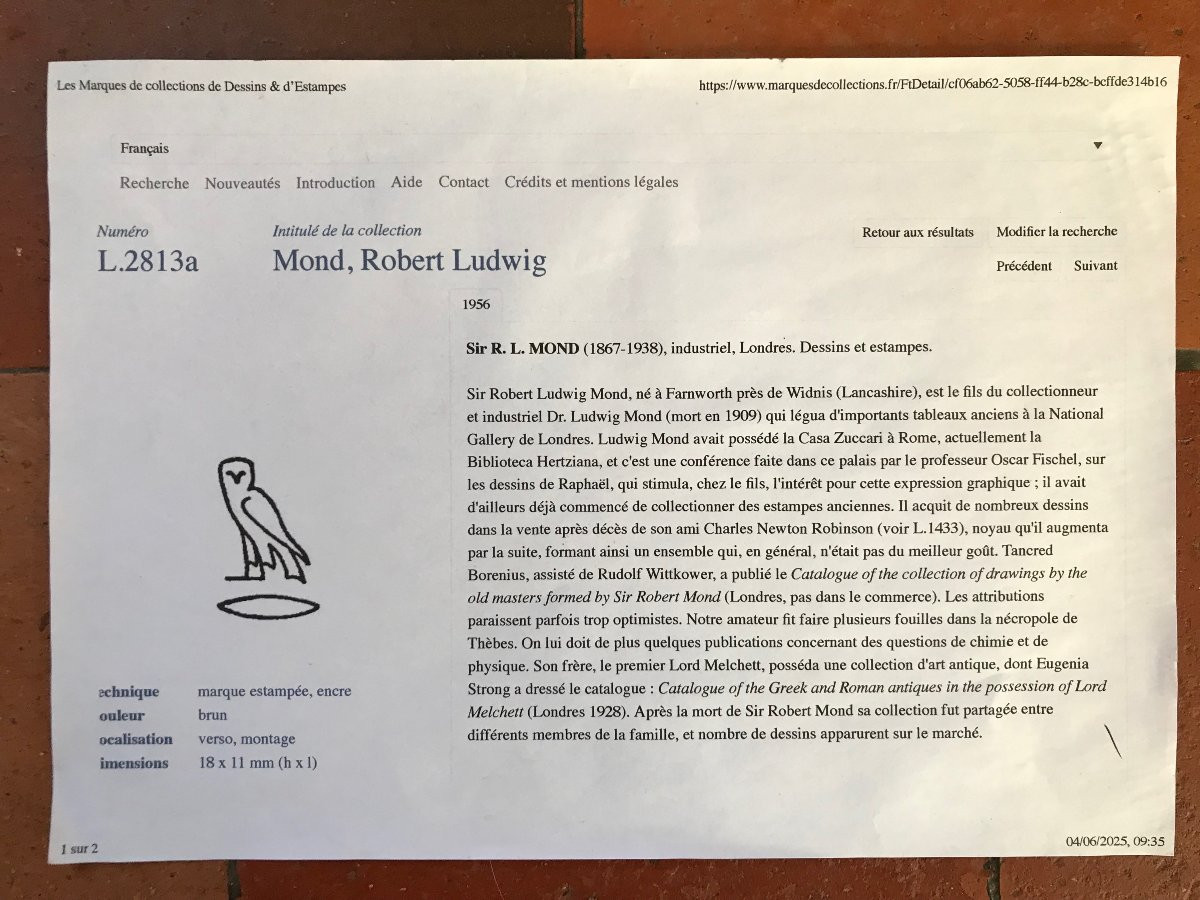 Les Marques de collections de Dessins & d'Estampes
https://www.marquesdecollections.fr/FtDetail/cf06ab62-5058-ff44-b28c-bcffde314b16
Français
Recherche Nouveautés Introduction Aide Contact Crédits et mentions légales
Numéro
L.2813a
Intitulé de la collection
Mond, Robert Ludwig
Retour aux résultats Modifier la recherche
Précédent Suivant
1956
Sir R. L. MOND (1867-1938), industriel, Londres. Dessins et estampes.
Sir Robert Ludwig Mond, né à Farnworth près de Widnis (Lancashire), est le fils du collectionneur
et industriel Dr. Ludwig Mond (mort en 1909) qui légua d'importants tableaux anciens à la National
Gallery de Londres. Ludwig Mond avait possédé la Casa Zuccari à Rome, actuellement la
Biblioteca Hertziana, et c'est une conférence faite dans ce palais par le professeur Oscar Fischel, sur
les dessins de Raphaël, qui stimula, chez le fils, l'intérêt pour cette expression graphique ; il avait
d'ailleurs déjà commencé de collectionner des estampes anciennes. Il acquit de nombreux dessins
dans la vente après décès de son ami Charles Newton Robinson (voir L.1433), noyau qu'il augmenta
par la suite, formant ainsi un ensemble qui, en général, n'était pas du meilleur goût. Tancred
Borenius, assisté de Rudolf Wittkower, a publié le Catalogue of the collection of drawings by the
old masters formed by Sir Robert Mond (Londres, pas dans le commerce). Les attributions
paraissent parfois trop optimistes. Notre amateur fit faire plusieurs fouilles dans la nécropole de
Thèbes. On lui doit de plus quelques publications concernant des questions de chimie et de
physique. Son frère, le premier Lord Melchett, posséda une collection d'art antique, dont Eugenia
Strong a dressé le catalogue : Catalogue of the Greek and Roman antiques in the possession of Lord
Melchett (Londres 1928). Après la mort de Sir Robert Mond sa collection fut partagée entre
différents membres de la famille, et nombre de dessins apparurent sur le marché.
echnique marque estampée, encre
ouleur brun
ocalisation verso, montage
imensions 18 x 11 mm (h x l)
1 sur 2
04/06/2025, 09:35